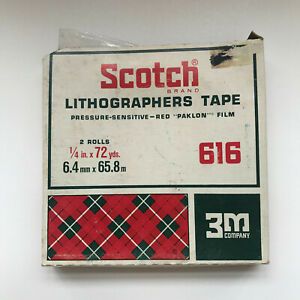 Scotch®
BRAND
LITHOGRAPHERS TAPE
PRESSURE-SENSITIVE—RED "PAKLON" FILM
2 ROLLS
1/4 in. x 72 yds.
6.4 mm x 65.8 m
616
3M
COMPANY